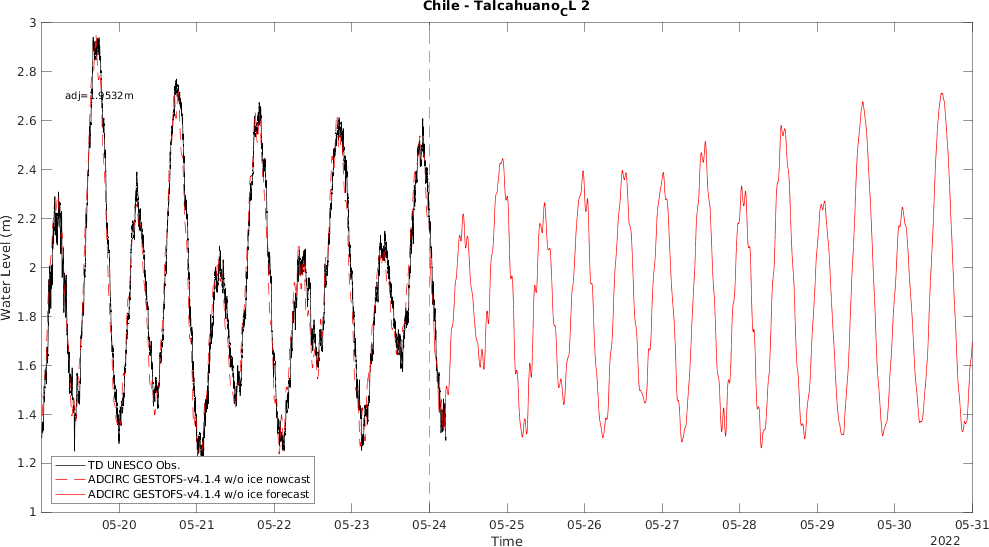 Chile - Talcahuano_CL 2
3
2.8
2.6
2.4
2.2
2
1.8
1.6
1.4
1.2
1
Water Level (m)
adj=1.9532m
TD UNESCO Obs.
ADCIRC GESTOFS-v4.1.4 w/o ice nowcast
ADCIRC GESTOFS-v4.1.4 w/o ice forecast
05-20 05-21 05-22 05-23 05-24 05-25 05-26 05-27 05-28 05-29 05-30 05-31
Time
2022